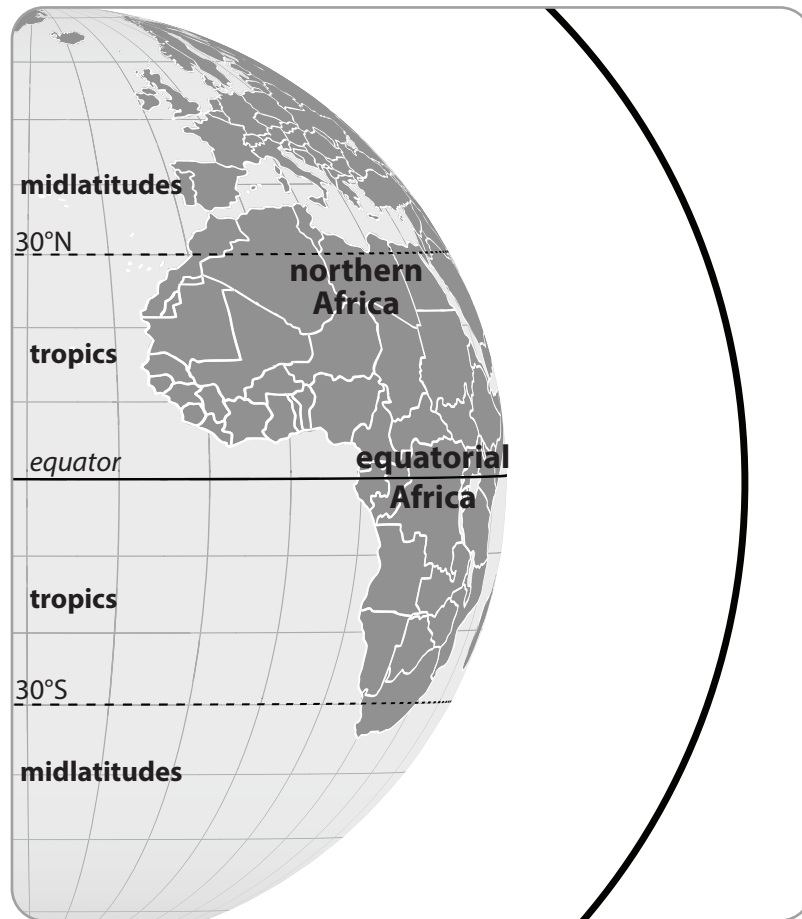 midlatitudes
30°N
northern
Africa
tropics
equator
equatorial
Africa
tropics
30°S
midlatitudes